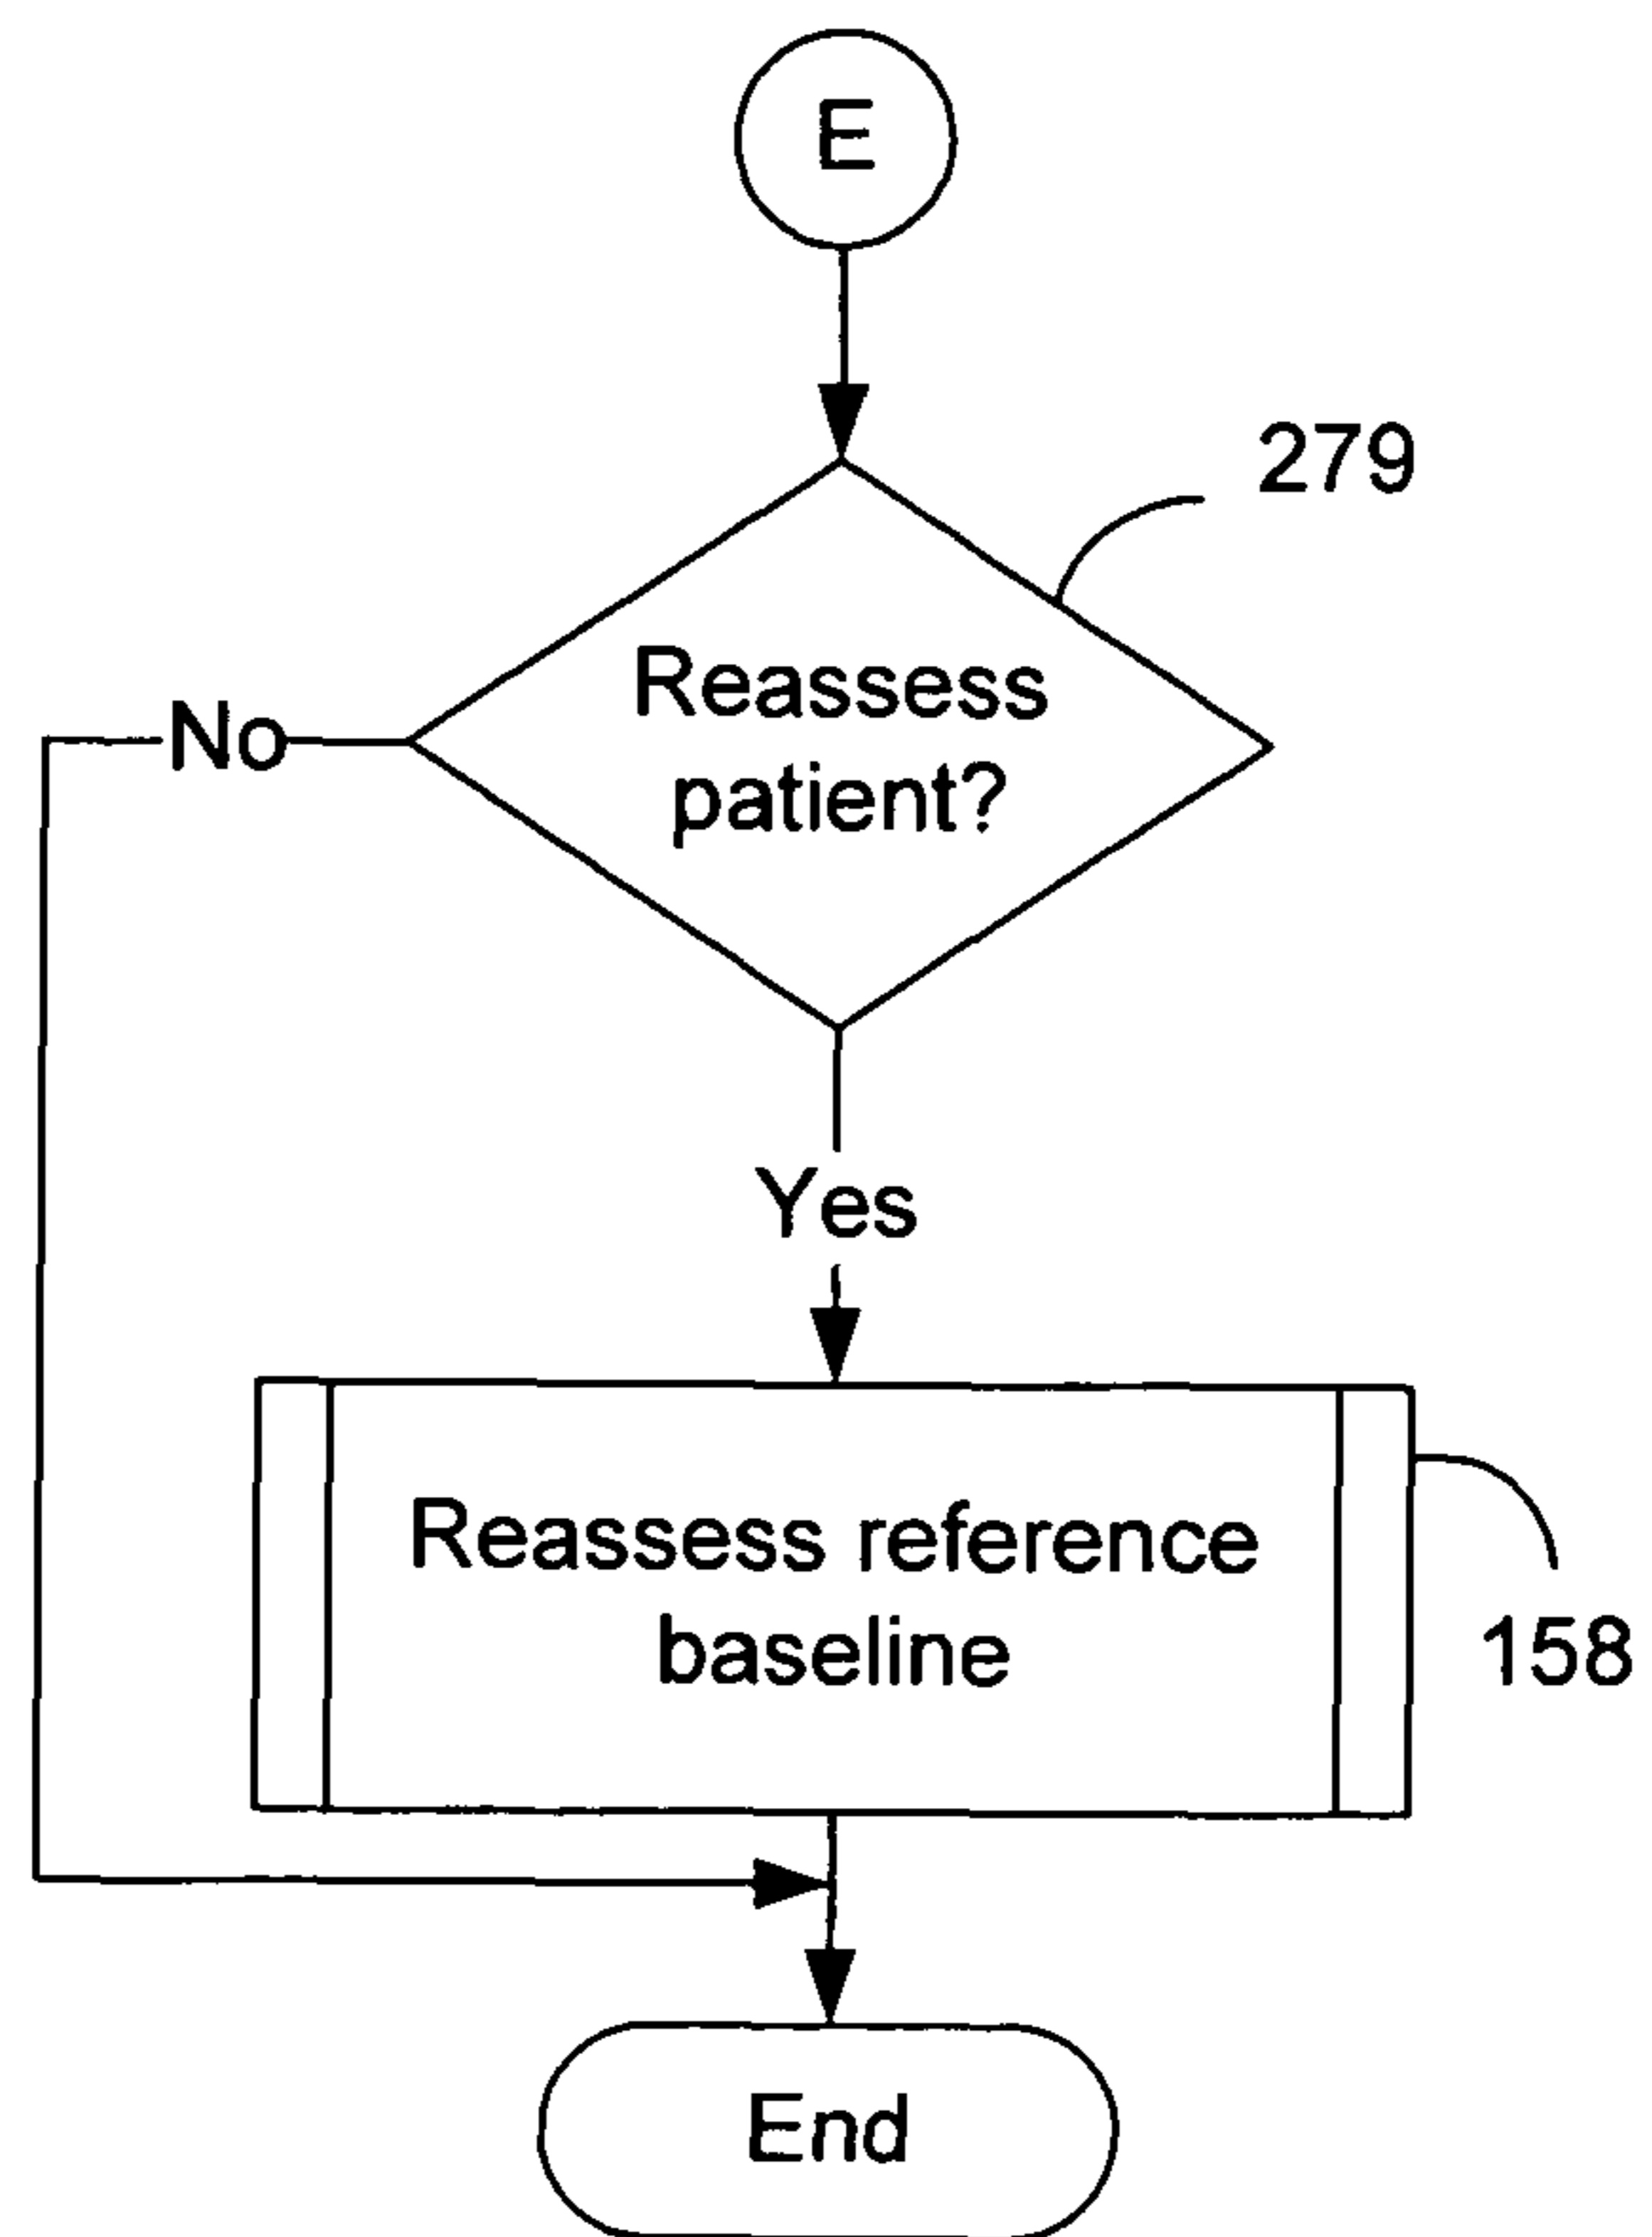 E
279
Reassess
patient?
No
Yes
Reassess reference
baseline
158
End